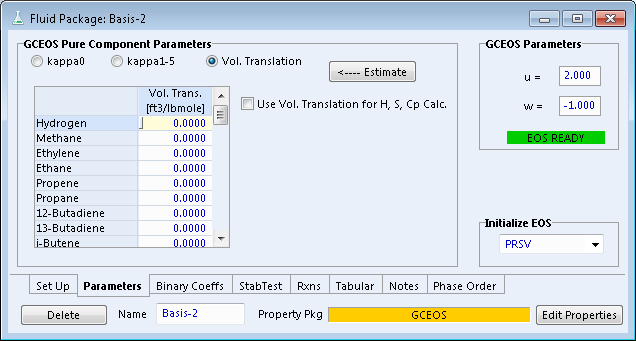 Fluid Package: Basis-2
GCEOS Pure Component Parameters
kappa0 kappa1-5 Vol. Translation
<---- Estimate
Vol. Trans.
[ft3/lbmole]
Hydrogen 0.0000
Methane 0.0000
Ethylene 0.0000
Ethane 0.0000
Propene 0.0000
Propane 0.0000
12-Butadiene 0.0000
13-Butadiene 0.0000
i-Butene 0.0000
Use Vol. Translation for H, S, Cp Calc.
GCEOS Parameters
u = 2.000
w = -1.000
EOS READY
Initialize EOS
PRSV
Set Up Parameters Binary Coeffs StabTest Rxns Tabular Notes Phase Order
Delete Name Basis-2 Property Pkg GCEOS Edit Properties